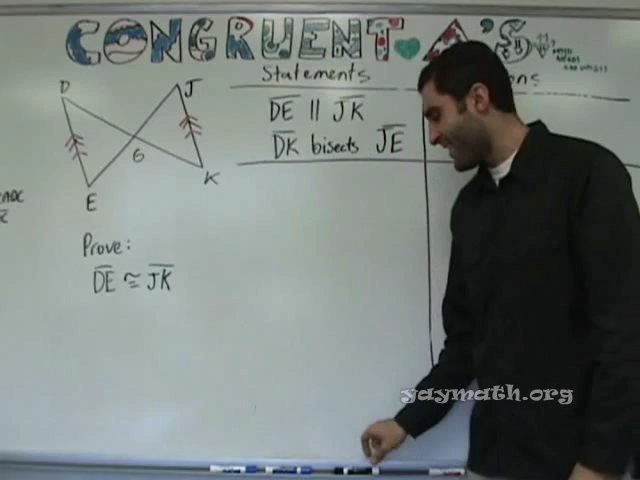 CONGRUENT Δ'S
Statements
DE || JK
DK bisects JE
D
J
G
K
E
Prove:
DE ≅ JK
yaymath.org